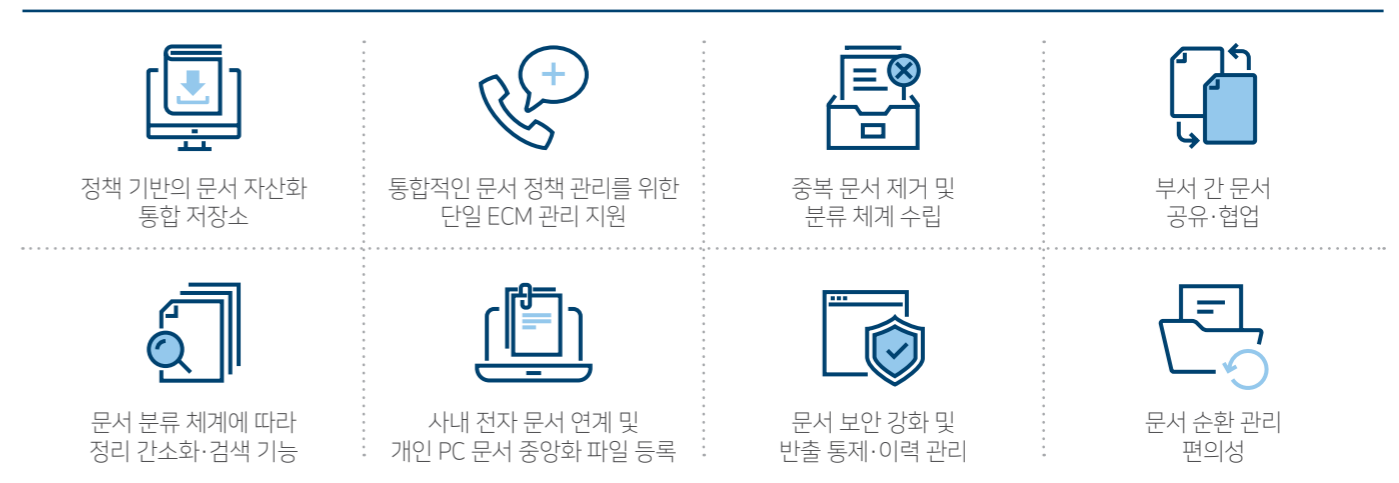 정책 기반의 문서 자산화
통합 저장소
통합적인 문서 정책 관리를 위한
단일 ECM 관리 지원
중복 문서 제거 및
분류 체계 수립
부서 간 문서
공유·협업
문서 분류 체계에 따라
정리 간소화·검색 기능
사내 전자 문서 연계 및
개인 PC 문서 중앙화 파일 등록
문서 보안 강화 및
반출 통제·이력 관리
문서 순환 관리
편의성